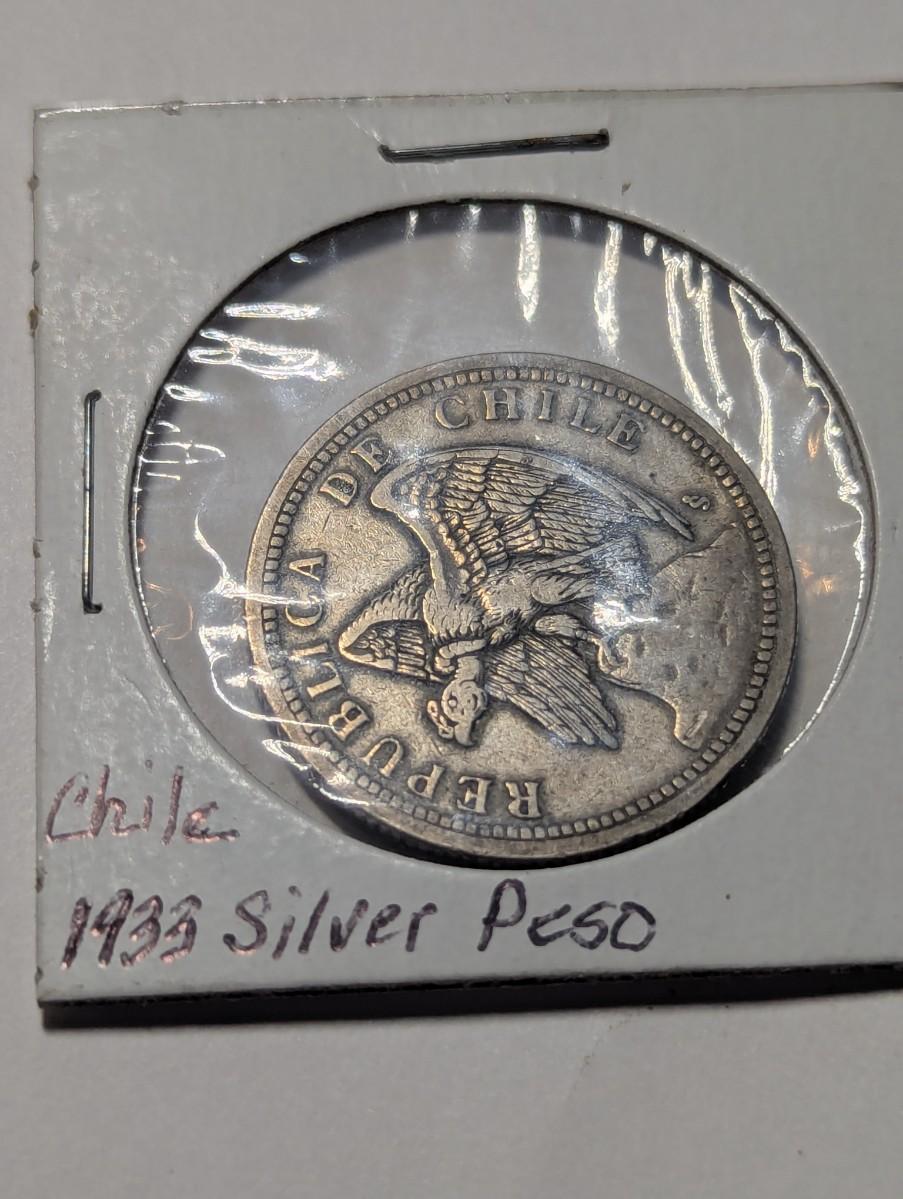 REPUBLICA DE CHILE
S
Chile
1933 Silver Peso